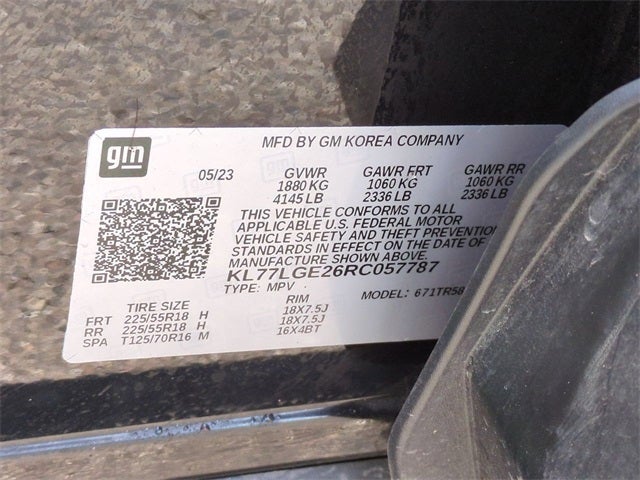 gm
MFD BY GM KOREA COMPANY
05/23 GVWR GAWR FRT GAWR RR
1880 KG 1060 KG 1060 KG
4145 LB 2336 LB 2336 LB
THIS VEHICLE CONFORMS TO ALL
APPLICABLE U.S. FEDERAL MOTOR
VEHICLE SAFETY AND THEFT PREVENTION
STANDARDS IN EFFECT ON THE DATE OF
MANUFACTURE SHOWN ABOVE.
KL77LGE26RC057787
TYPE: MPV MODEL: 671TR58
TIRE SIZE RIM
FRT 225/55R18 H 18X7.5J
RR 225/55R18 H 18X7.5J
SPA T125/70R16 M 16X4BT